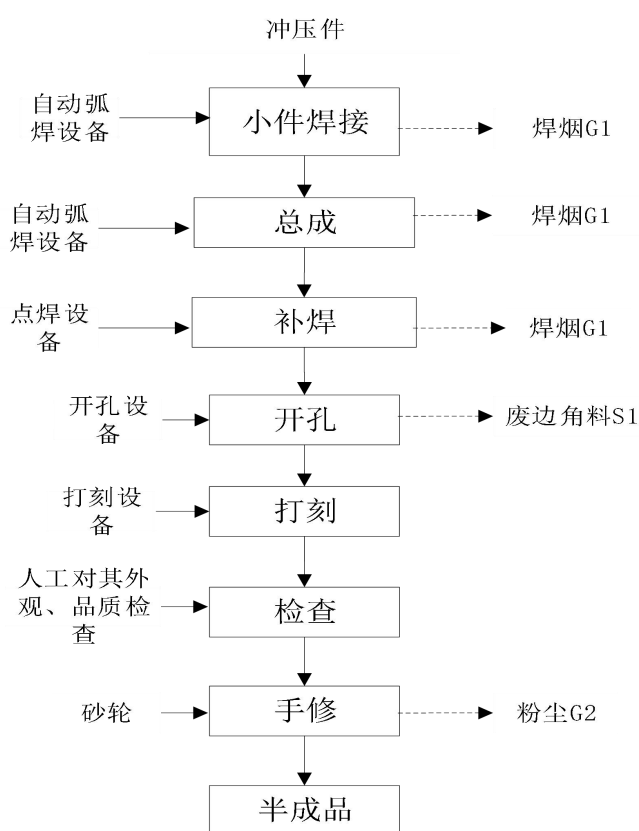 冲压件
自动弧
焊设备
小件焊接
焊烟G1
自动弧
焊设备
总成
焊烟G1
点焊设
备
补焊
焊烟G1
开孔设
备
开孔
废边角料S1
打刻设
备
打刻
人工对其外
观、品质检
查
检查
砂轮
手修
粉尘G2
半成品